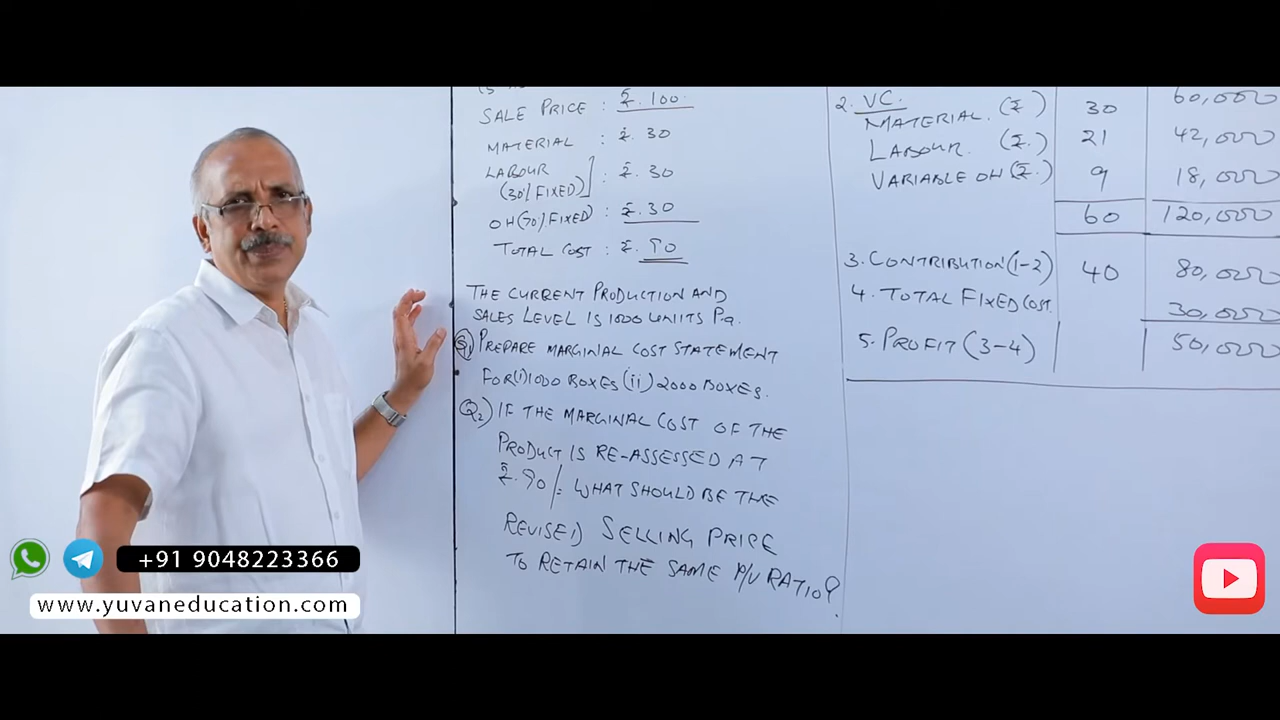 SALE PRICE : ₹. 100.
MATERIAL : ₹. 30
LABOUR
(30% FIXED) : ₹. 30
OH (70% FIXED) : ₹. 30
TOTAL COST : ₹. 90
THE CURRENT PRODUCTION AND
SALES LEVEL IS 1000 UNITS Pa.
Q1) PREPARE MARGINAL COST STATEMENT
FOR (i) 1000 BOXES (ii) 2000 BOXES.
Q2) IF THE MARGINAL COST OF THE
PRODUCT IS RE-ASSESSED AT
₹. 90/- WHAT SHOULD BE THE
REVISED SELLING PRICE
TO RETAIN THE SAME P/V RATIO?
2. VC. 
MATERIAL. (₹) 30 60,000
LABOUR. (₹.) 21 42,000
VARIABLE OH (₹.) 9 18,000
60 120,000
3. CONTRIBUTION (1-2) 40 80,000
4. TOTAL FIXED COST. 30,000
5. PROFIT (3-4) 50,000
+91 9048223366
www.yuvaneducation.com